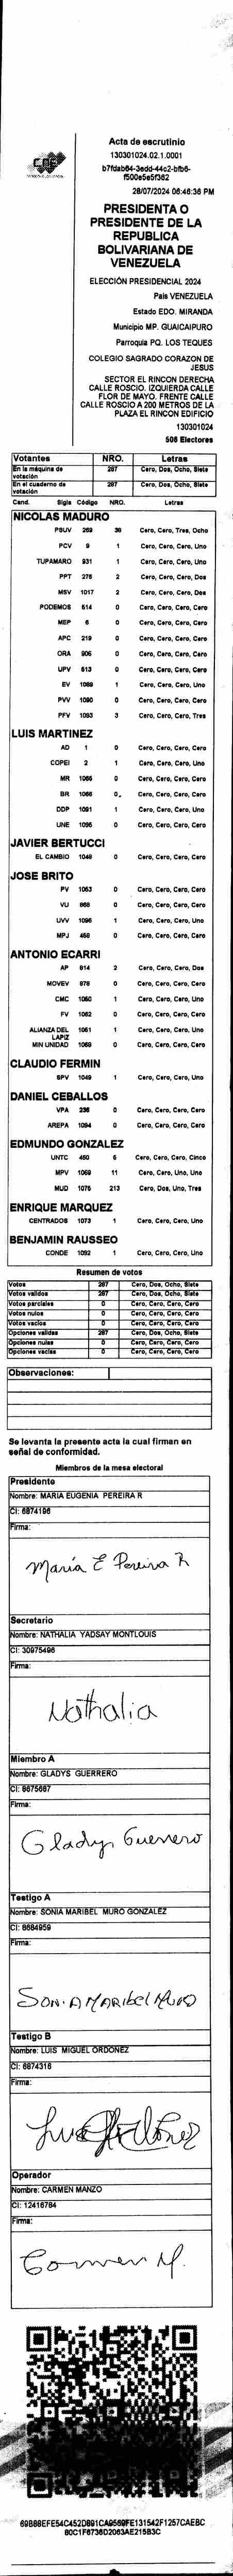 CNE
Acta de escrutinio
130301024.02.1.0001
b7fdab64-3edd-44c2-bfb6-
f500e5e5f362
28/07/2024 06:46:36 PM
PRESIDENTA O
PRESIDENTE DE LA
REPUBLICA
BOLIVARIANA DE
VENEZUELA
ELECCIÓN PRESIDENCIAL 2024
País VENEZUELA
Estado EDO. MIRANDA
Municipio MP. GUAICAIPURO
Parroquia PQ. LOS TEQUES
COLEGIO SAGRADO CORAZON DE
JESUS
SECTOR EL RINCON DERECHA
CALLE ROSCIO. IZQUIERDA CALLE
FLOR DE MAYO. FRENTE CALLE
CALLE ROSCIO A 200 METROS DE LA
PLAZA EL RINCON EDIFICIO
130301024
506 Electores
Votantes NRO. Letras
En la máquina de votación 287 Cero, Dos, Ocho, Siete
En el cuaderno de votación 287 Cero, Dos, Ocho, Siete
Cand. Sigla Código NRO. Letras
NICOLAS MADURO
PSUV 269 38 Cero, Cero, Tres, Ocho
PCV 9 1 Cero, Cero, Cero, Uno
TUPAMARO 931 1 Cero, Cero, Cero, Uno
PPT 275 2 Cero, Cero, Cero, Dos
MSV 1017 2 Cero, Cero, Cero, Dos
PODEMOS 514 0 Cero, Cero, Cero, Cero
MEP 6 0 Cero, Cero, Cero, Cero
APC 219 0 Cero, Cero, Cero, Cero
ORA 906 0 Cero, Cero, Cero, Cero
UPV 513 0 Cero, Cero, Cero, Cero
EV 1089 1 Cero, Cero, Cero, Uno
PVV 1090 0 Cero, Cero, Cero, Cero
PFV 1093 3 Cero, Cero, Cero, Tres
LUIS MARTINEZ
AD 1 0 Cero, Cero, Cero, Cero
COPEI 2 1 Cero, Cero, Cero, Uno
MR 1065 0 Cero, Cero, Cero, Cero
BR 1066 0 Cero, Cero, Cero, Cero
DDP 1091 1 Cero, Cero, Cero, Uno
UNE 1095 0 Cero, Cero, Cero, Cero
JAVIER BERTUCCI
EL CAMBIO 1048 0 Cero, Cero, Cero, Cero
JOSE BRITO
PV 1063 0 Cero, Cero, Cero, Cero
VU 868 0 Cero, Cero, Cero, Cero
UVV 1096 1 Cero, Cero, Cero, Uno
MPJ 459 0 Cero, Cero, Cero, Cero
ANTONIO ECARRI
AP 814 2 Cero, Cero, Cero, Dos
MOVEV 978 0 Cero, Cero, Cero, Cero
CMC 1050 1 Cero, Cero, Cero, Uno
FV 1062 0 Cero, Cero, Cero, Cero
ALIANZA DEL LAPIZ 1061 1 Cero, Cero, Cero, Uno
MIN UNIDAD 1069 0 Cero, Cero, Cero, Cero
CLAUDIO FERMIN
SPV 1049 1 Cero, Cero, Cero, Uno
DANIEL CEBALLOS
VPA 236 0 Cero, Cero, Cero, Cero
AREPA 1094 0 Cero, Cero, Cero, Cero
EDMUNDO GONZALEZ
UNTC 450 5 Cero, Cero, Cero, Cinco
MPV 1069 11 Cero, Cero, Uno, Uno
MUD 1075 213 Cero, Dos, Uno, Tres
ENRIQUE MARQUEZ
CENTRADOS 1073 1 Cero, Cero, Cero, Uno
BENJAMIN RAUSSEO
CONDE 1092 1 Cero, Cero, Cero, Uno
Resumen de votos
Votos 287 Cero, Dos, Ocho, Siete
Votos validos 287 Cero, Dos, Ocho, Siete
Votos parciales 0 Cero, Cero, Cero, Cero
Votos nulos 0 Cero, Cero, Cero, Cero
Votos vacios 0 Cero, Cero, Cero, Cero
Opciones validas 287 Cero, Dos, Ocho, Siete
Opciones nulas 0 Cero, Cero, Cero, Cero
Opciones vacias 0 Cero, Cero, Cero, Cero
Observaciones:
Se levanta la presente acta la cual firman en
señal de conformidad.
Miembros de la mesa electoral
Presidente
Nombre: MARIA EUGENIA PEREIRA R
CI: 6874196
Firma:
María E Pereira R
Secretario
Nombre: NATHALIA YADSAY MONTLOUIS
CI: 30975496
Firma:
Nathalia
Miembro A
Nombre: GLADYS GUERRERO
CI: 8675667
Firma:
Gladys Guerrero
Testigo A
Nombre: SONIA MARIBEL MURO GONZALEZ
CI: 8684959
Firma:
SONIA MARIbel MURO
Testigo B
Nombre: LUIS MIGUEL ORDOÑEZ
CI: 6874316
Firma:
Luis Ordoñez
Operador
Nombre: CARMEN MANZO
CI: 12416784
Firma:
Carmen M.
69B88EFE54C452D891CA9569FE131542F1257CAEBC
80C1F6736D2063AE215B3C